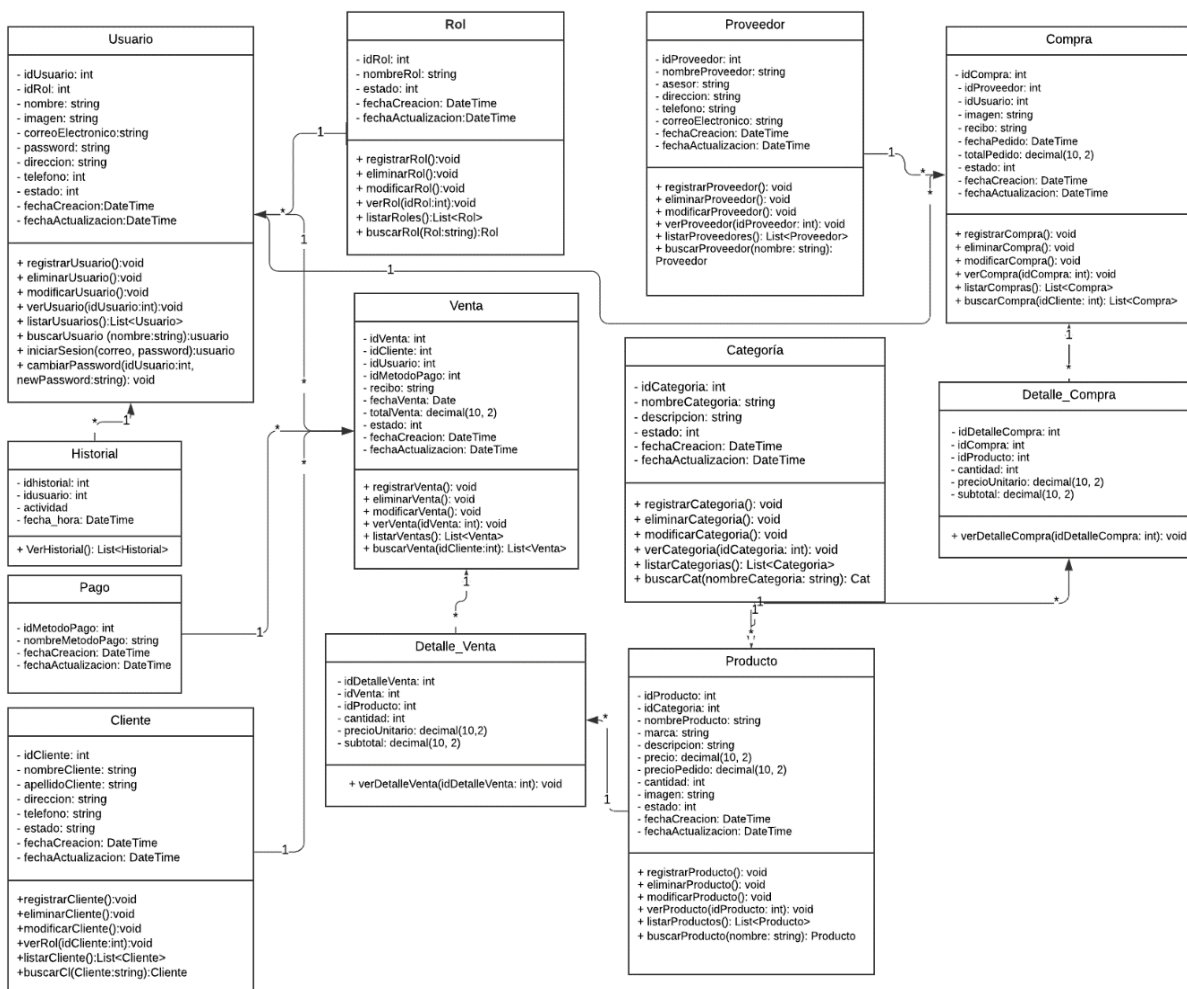 Usuario
- idUsuario: int
- idRol: int
- nombre: string
- imagen: string
- correoElectronico:string
- password: string
- direccion: string
- telefono: int
- estado: int
- fechaCreacion:DateTime
- fechaActualizacion:DateTime
+ registrarUsuario():void
+ eliminarUsuario():void
+ modificarUsuario():void
+ verUsuario(idUsuario:int):void
+ listarUsuarios():List<Usuario>
+ buscarUsuario (nombre:string):usuario
+ iniciarSesion(correo, password):usuario
+ cambiarPassword(idUsuario:int,
newPassword:string): void
Rol
- idRol: int
- nombreRol: string
- estado: int
- fechaCreacion: DateTime
- fechaActualizacion:DateTime
+ registrarRol():void
+ eliminarRol():void
+ modificarRol():void
+ verRol(idRol:int):void
+ listarRoles():List<Rol>
+ buscarRol(Rol:string):Rol
Proveedor
- idProveedor: int
- nombreProveedor: string
- asesor: string
- direccion: string
- telefono: string
- correoElectronico: string
- fechaCreacion: DateTime
- fechaActualizacion: DateTime
+ registrarProveedor(): void
+ eliminarProveedor(): void
+ modificarProveedor(): void
+ verProveedor(idProveedor: int): void
+ listarProveedores(): List<Proveedor>
+ buscarProveedor(nombre: string):
Proveedor
Compra
- idCompra: int
- idProveedor: int
- idUsuario: int
- imagen: string
- recibo: string
- fechaPedido: DateTime
- totalPedido: decimal(10, 2)
- estado: int
- fechaCreacion: DateTime
- fechaActualizacion: DateTime
+ registrarCompra(): void
+ eliminarCompra(): void
+ modificarCompra(): void
+ verCompra(idCompra: int): void
+ listarCompras(): List<Compra>
+ buscarCompra(idCliente: int): List<Compra>
1
*
1
*
*
1
1
Venta
- idVenta: int
- idCliente: int
- idUsuario: int
- idMetodoPago: int
- recibo: string
- fechaVenta: Date
- totalVenta: decimal(10, 2)
- estado: int
- fechaCreacion: DateTime
- fechaActualizacion: DateTime
+ registrarVenta(): void
+ eliminarVenta(): void
+ modificarVenta(): void
+ verVenta(idVenta: int): void
+ listarVentas(): List<Venta>
+ buscarVenta(idCliente:int): List<Venta>
Categoría
- idCategoria: int
- nombreCategoria: string
- descripcion: string
- estado: int
- fechaCreacion: DateTime
- fechaActualizacion: DateTime
+ registrarCategoria(): void
+ eliminarCategoria(): void
+ modificarCategoria(): void
+ verCategoria(idCategoria: int): void
+ listarCategorias(): List<Categoria>
+ buscarCat(nombreCategoria: string): Cat
1
*
Detalle_Compra
- idDetalleCompra: int
- idCompra: int
- idProducto: int
- cantidad: int
- precioUnitario: decimal(10, 2)
- subtotal: decimal(10, 2)
+ verDetalleCompra(idDetalleCompra: int): void
*
*
*
* 1
Historial
- idhistorial: int
- idusuario: int
- actividad
- fecha_hora: DateTime
+ VerHistorial(): List<Historial>
Pago
- idMetodoPago: int
- nombreMetodoPago: string
- fechaCreacion: DateTime
- fechaActualizacion: DateTime
1
1
*
1
1
*
*
Detalle_Venta
- idDetalleVenta: int
- idVenta: int
- idProducto: int
- cantidad: int
- precioUnitario: decimal(10,2)
- subtotal: decimal(10, 2)
+ verDetalleVenta(idDetalleVenta: int): void
*
1
Producto
- idProducto: int
- idCategoria: int
- nombreProducto: string
- marca: string
- descripcion: string
- precio: decimal(10, 2)
- precioPedido: decimal(10, 2)
- cantidad: int
- imagen: string
- estado: int
- fechaCreacion: DateTime
- fechaActualizacion: DateTime
+ registrarProducto(): void
+ eliminarProducto(): void
+ modificarProducto(): void
+ verProducto(idProducto: int): void
+ listarProductos(): List<Producto>
+ buscarProducto(nombre: string): Producto
Cliente
- idCliente: int
- nombreCliente: string
- apellidoCliente: string
- direccion: string
- telefono: string
- estado: string
- fechaCreacion: DateTime
- fechaActualizacion: DateTime
+registrarCliente():void
+eliminarCliente():void
+modificarCliente():void
+verRol(idCliente:int):void
+listarCliente():List<Cliente>
+buscarCl(Cliente:string):Cliente
1